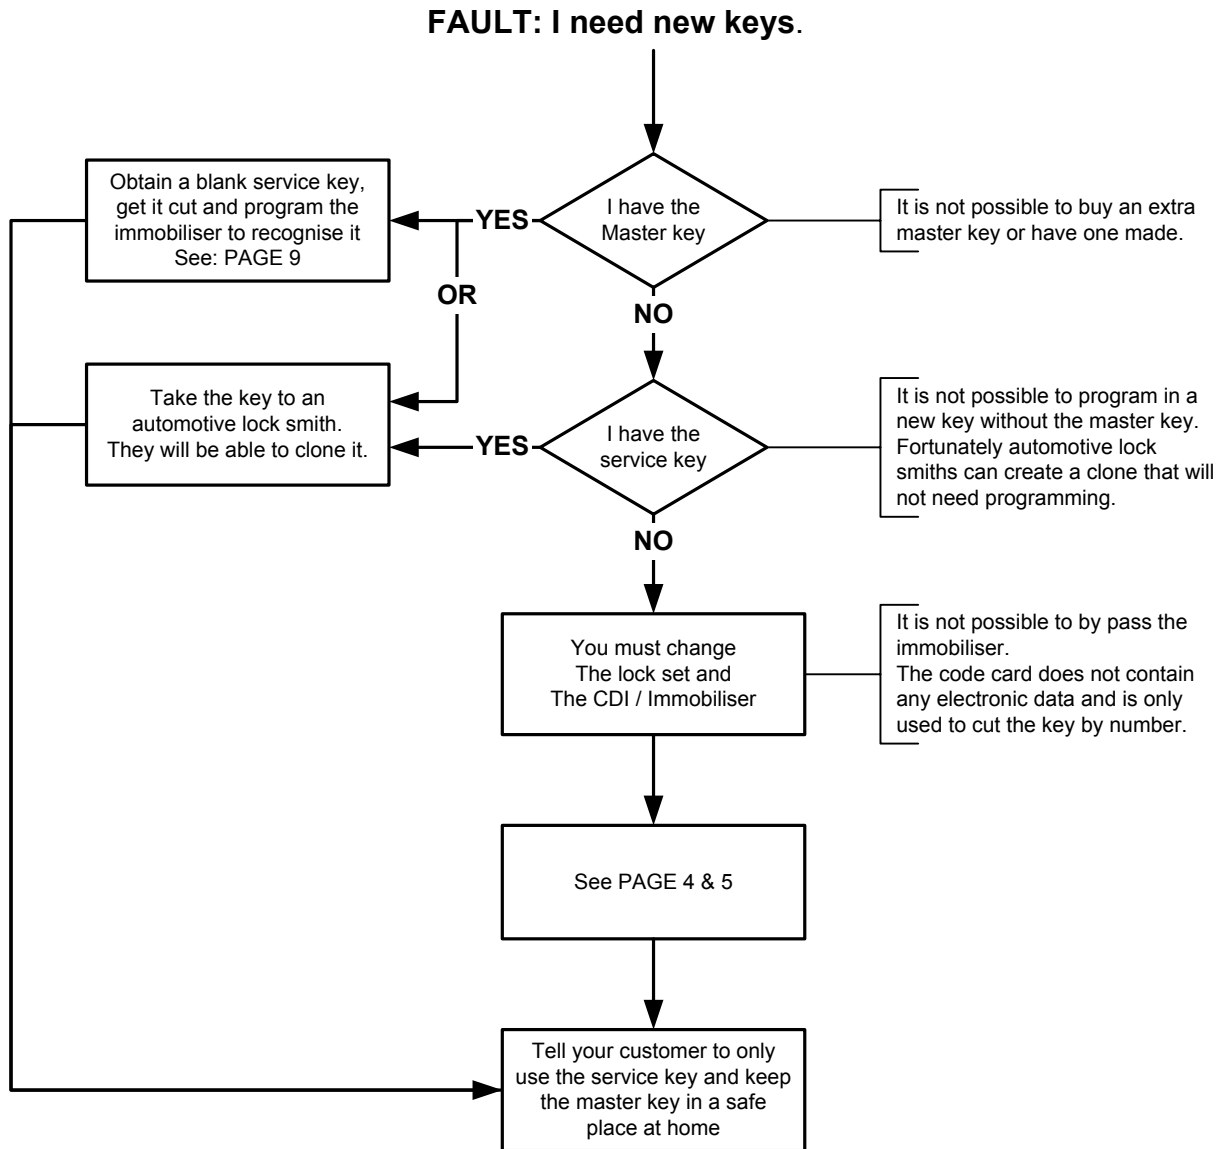 FAULT: I need new keys.
I have the
Master key
YES
Obtain a blank service key,
get it cut and program the
immobiliser to recognise it
See: PAGE 9
It is not possible to buy an extra
master key or have one made.
OR
NO
Take the key to an
automotive lock smith.
They will be able to clone it.
YES
I have the
service key
It is not possible to program in a
new key without the master key.
Fortunately automotive lock
smiths can create a clone that will
not need programming.
NO
You must change
The lock set and
The CDI / Immobiliser
It is not possible to by pass the
immobiliser.
The code card does not contain
any electronic data and is only
used to cut the key by number.
See PAGE 4 & 5
Tell your customer to only
use the service key and keep
the master key in a safe
place at home